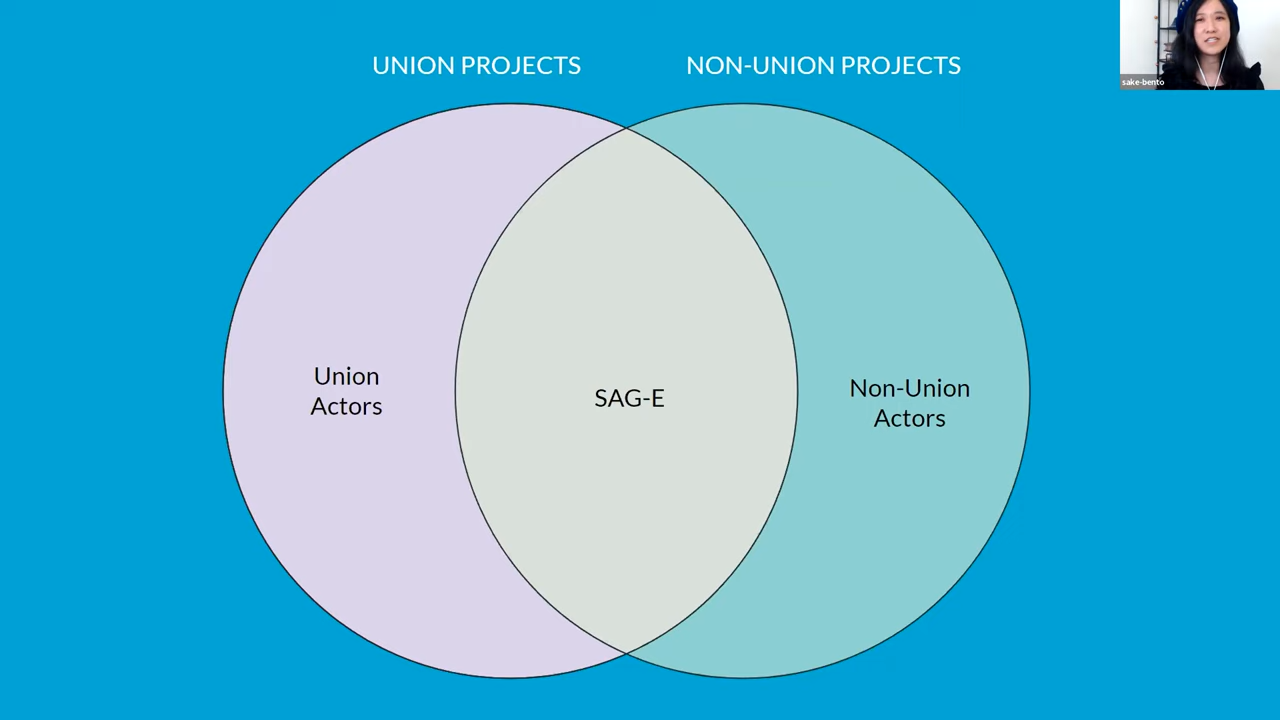 UNION PROJECTS
NON-UNION PROJECTS
sake-bento
Union
Actors
SAG-E
Non-Union
Actors